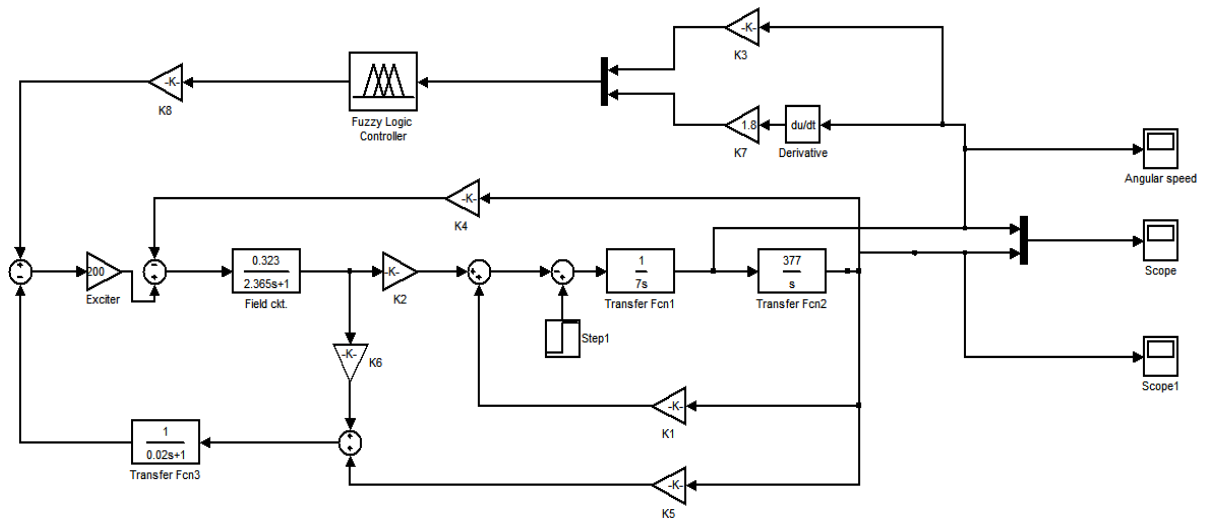 -K-
K3
-K-
K8
Fuzzy Logic
Controller
1.8
K7
du/dt
Derivative
Angular speed
-K-
K4
200
Exciter
0.323
2.365s+1
Field ckt.
-K-
K2
1
7s
Transfer Fcn1
377
s
Transfer Fcn2
Scope
Step1
-K-
K6
Scope1
-K-
K1
1
0.02s+1
Transfer Fcn3
-K-
K5